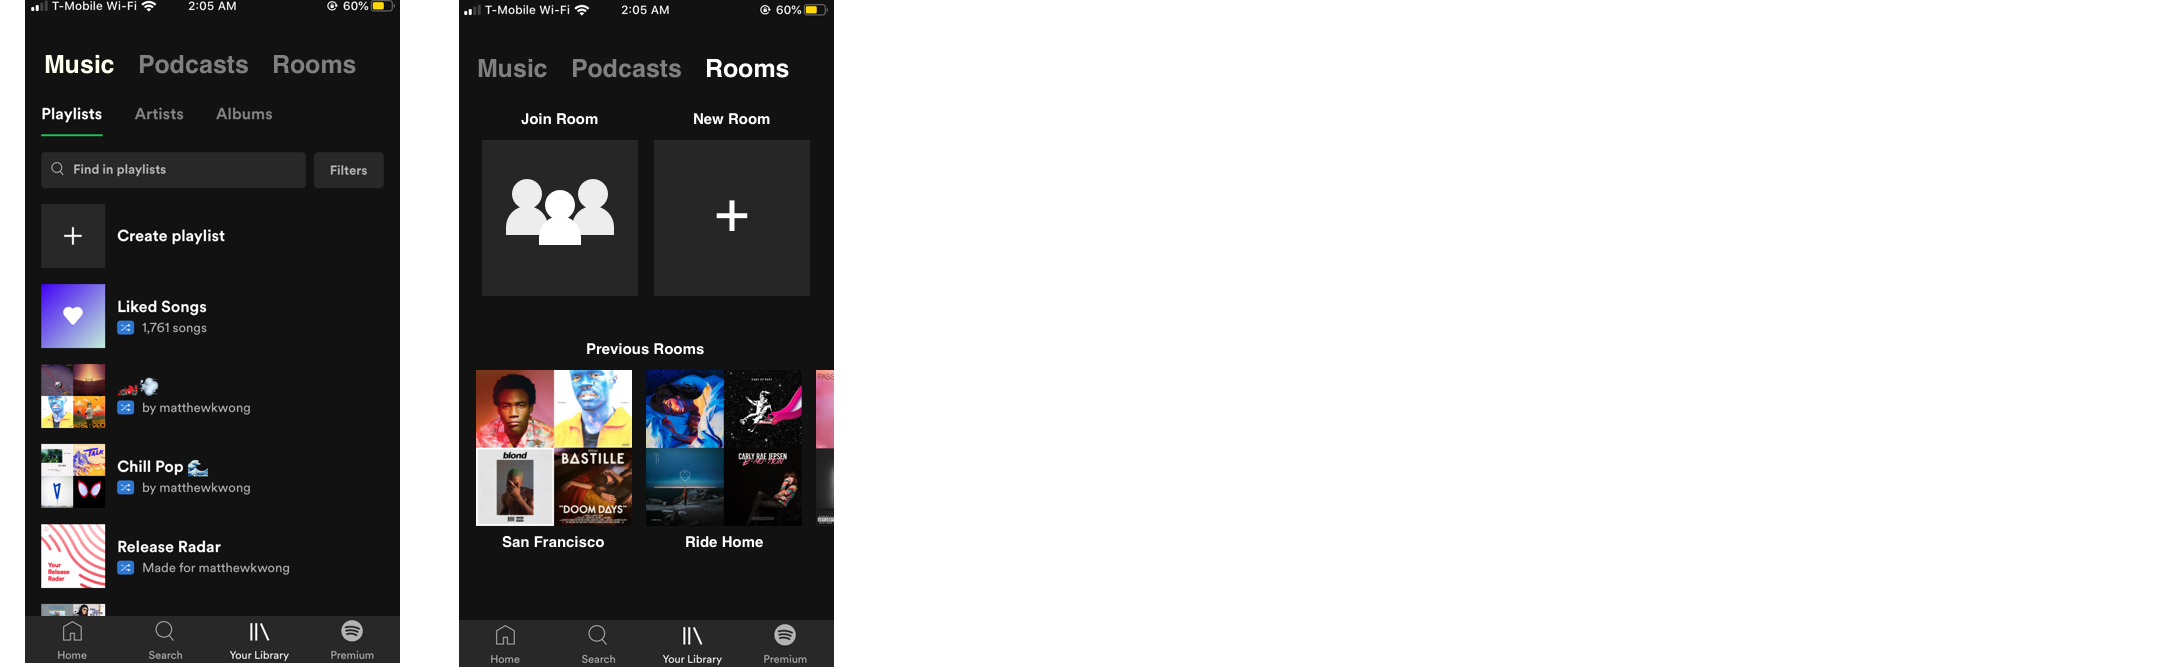 T-Mobile Wi-Fi 2:05 AM 60%
Music Podcasts Rooms
Playlists Artists Albums
Find in playlists Filters
Create playlist
Liked Songs
1,761 songs
by matthewkwong
Chill Pop
by matthewkwong
Your
Release
Radar
Release Radar
Made for matthewkwong
Home Search Your Library Premium
T-Mobile Wi-Fi 2:05 AM 60%
Music Podcasts Rooms
Join Room New Room
Previous Rooms
blond
BASTILLE
"DOOM DAYS"
CARLY RAE JEPSEN
E•MO•TION
PASS
San Francisco Ride Home
Home Search Your Library Premium